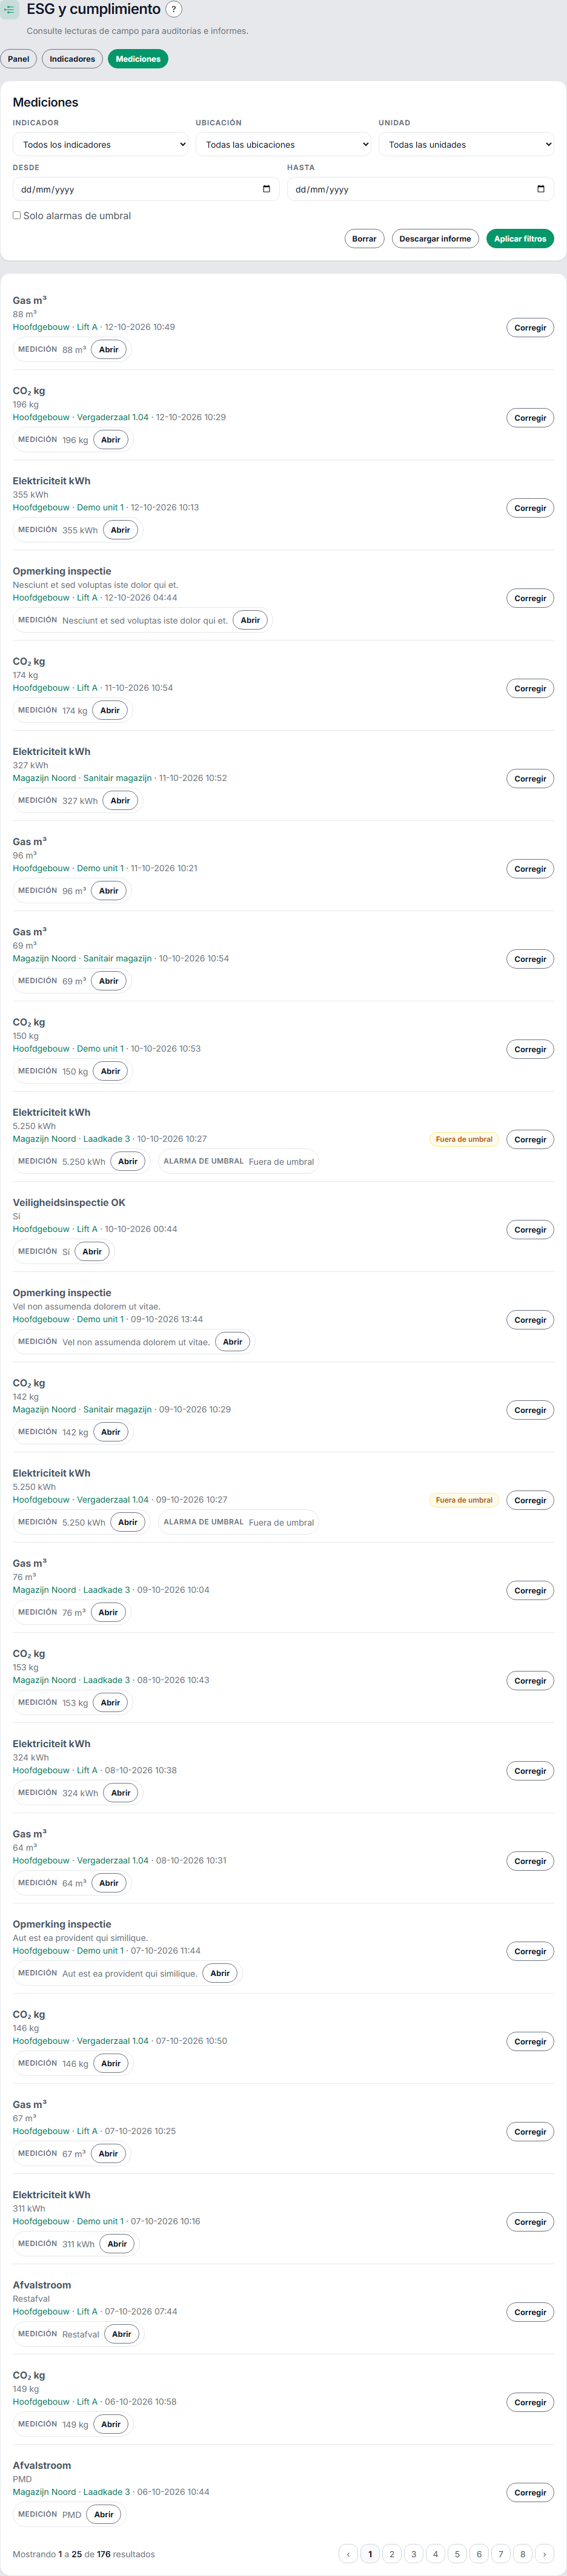 ESG y cumplimiento ?
Consulte lecturas de campo para auditorías e informes.
Panel Indicadores Mediciones
Mediciones
INDICADOR UBICACIÓN UNIDAD
Todos los indicadores Todas las ubicaciones Todas las unidades
DESDE HASTA
dd/mm/yyyy dd/mm/yyyy
Solo alarmas de umbral
Borrar Descargar informe Aplicar filtros
Gas m³
88 m³
Hoofdgebouw · Lift A · 12-10-2026 10:49
Corregir
MEDICIÓN 88 m³ Abrir
CO₂ kg
196 kg
Hoofdgebouw · Vergaderzaal 1.04 · 12-10-2026 10:29
Corregir
MEDICIÓN 196 kg Abrir
Elektriciteit kWh
355 kWh
Hoofdgebouw · Demo unit 1 · 12-10-2026 10:13
Corregir
MEDICIÓN 355 kWh Abrir
Opmerking inspectie
Nesciunt et sed voluptas iste dolor qui et.
Hoofdgebouw · Lift A · 12-10-2026 04:44
Corregir
MEDICIÓN Nesciunt et sed voluptas iste dolor qui et. Abrir
CO₂ kg
174 kg
Hoofdgebouw · Lift A · 11-10-2026 10:54
Corregir
MEDICIÓN 174 kg Abrir
Elektriciteit kWh
327 kWh
Magazijn Noord · Sanitair magazijn · 11-10-2026 10:52
Corregir
MEDICIÓN 327 kWh Abrir
Gas m³
96 m³
Hoofdgebouw · Demo unit 1 · 11-10-2026 10:21
Corregir
MEDICIÓN 96 m³ Abrir
Gas m³
69 m³
Magazijn Noord · Sanitair magazijn · 10-10-2026 10:54
Corregir
MEDICIÓN 69 m³ Abrir
CO₂ kg
150 kg
Hoofdgebouw · Demo unit 1 · 10-10-2026 10:53
Corregir
MEDICIÓN 150 kg Abrir
Elektriciteit kWh
5.250 kWh
Magazijn Noord · Laadkade 3 · 10-10-2026 10:27
Fuera de umbral Corregir
MEDICIÓN 5.250 kWh Abrir ALARMA DE UMBRAL Fuera de umbral
Veiligheidsinspectie OK
Sí
Hoofdgebouw · Lift A · 10-10-2026 00:44
Corregir
MEDICIÓN Sí Abrir
Opmerking inspectie
Vel non assumenda dolorem ut vitae.
Hoofdgebouw · Demo unit 1 · 09-10-2026 13:44
Corregir
MEDICIÓN Vel non assumenda dolorem ut vitae. Abrir
CO₂ kg
142 kg
Magazijn Noord · Sanitair magazijn · 09-10-2026 10:29
Corregir
MEDICIÓN 142 kg Abrir
Elektriciteit kWh
5.250 kWh
Hoofdgebouw · Vergaderzaal 1.04 · 09-10-2026 10:27
Fuera de umbral Corregir
MEDICIÓN 5.250 kWh Abrir ALARMA DE UMBRAL Fuera de umbral
Gas m³
76 m³
Magazijn Noord · Laadkade 3 · 09-10-2026 10:04
Corregir
MEDICIÓN 76 m³ Abrir
CO₂ kg
153 kg
Magazijn Noord · Laadkade 3 · 08-10-2026 10:43
Corregir
MEDICIÓN 153 kg Abrir
Elektriciteit kWh
324 kWh
Hoofdgebouw · Lift A · 08-10-2026 10:38
Corregir
MEDICIÓN 324 kWh Abrir
Gas m³
64 m³
Hoofdgebouw · Vergaderzaal 1.04 · 08-10-2026 10:31
Corregir
MEDICIÓN 64 m³ Abrir
Opmerking inspectie
Aut est ea provident qui similique.
Hoofdgebouw · Demo unit 1 · 07-10-2026 11:44
Corregir
MEDICIÓN Aut est ea provident qui similique. Abrir
CO₂ kg
146 kg
Hoofdgebouw · Vergaderzaal 1.04 · 07-10-2026 10:50
Corregir
MEDICIÓN 146 kg Abrir
Gas m³
67 m³
Hoofdgebouw · Lift A · 07-10-2026 10:25
Corregir
MEDICIÓN 67 m³ Abrir
Elektriciteit kWh
311 kWh
Hoofdgebouw · Demo unit 1 · 07-10-2026 10:16
Corregir
MEDICIÓN 311 kWh Abrir
Afvalstroom
Restafval
Hoofdgebouw · Lift A · 07-10-2026 07:44
Corregir
MEDICIÓN Restafval Abrir
CO₂ kg
149 kg
Hoofdgebouw · Lift A · 06-10-2026 10:58
Corregir
MEDICIÓN 149 kg Abrir
Afvalstroom
PMD
Magazijn Noord · Laadkade 3 · 06-10-2026 10:44
Corregir
MEDICIÓN PMD Abrir
Mostrando 1 a 25 de 176 resultados ‹ 1 2 3 4 5 6 7 8 ›